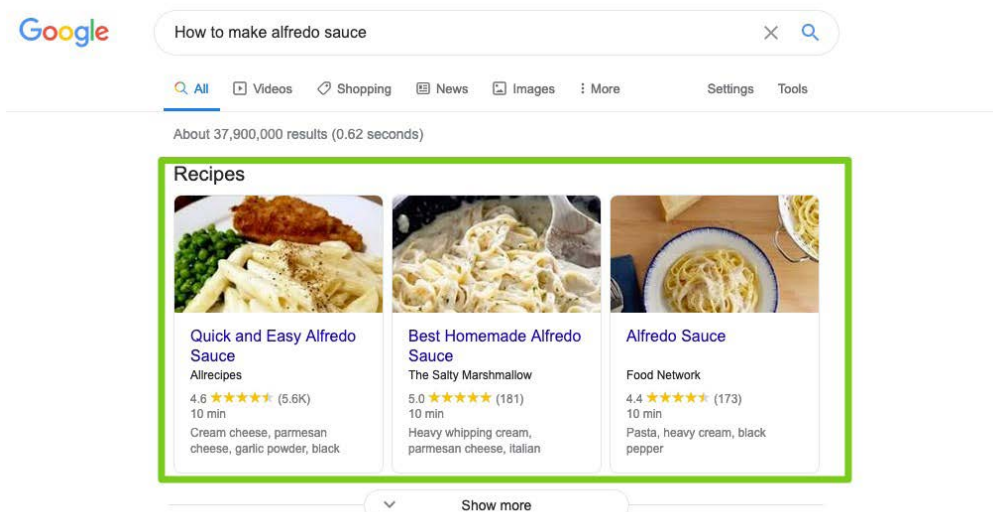 Google
How to make alfredo sauce
All Videos Shopping News Images More Settings Tools
About 37,900,000 results (0.62 seconds)
Recipes
Quick and Easy Alfredo
Sauce
Allrecipes
4.6 ★★★★★ (5.6K)
10 min
Cream cheese, parmesan
cheese, garlic powder, black
Best Homemade Alfredo
Sauce
The Salty Marshmallow
5.0 ★★★★★ (181)
10 min
Heavy whipping cream,
parmesan cheese, italian
Alfredo Sauce
Food Network
4.4 ★★★★★ (173)
10 min
Pasta, heavy cream, black
pepper
Show more